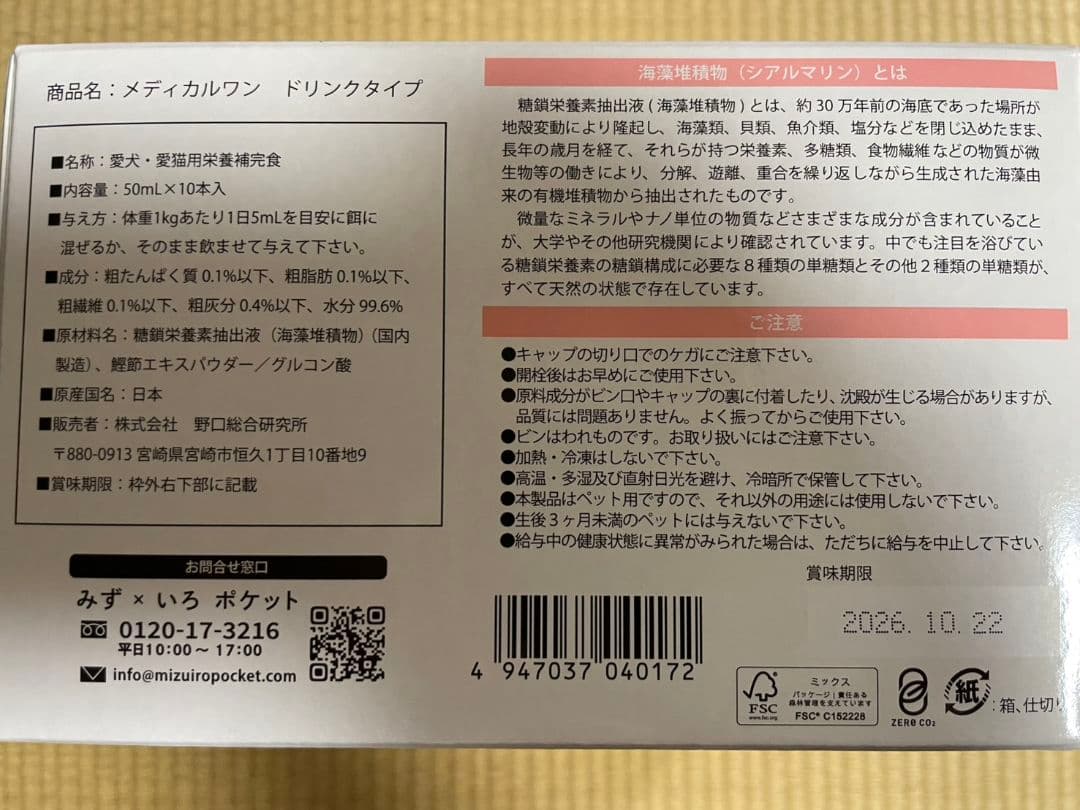 商品名：メディカルワン　ドリンクタイプ
■名称：愛犬・愛猫用栄養補完食
■内容量：50mL×10本入
■与え方：体重1kgあたり1日5mLを目安に餌に
混ぜるか、そのまま飲ませて与えて下さい。
■成分：粗たんぱく質 0.1%以下、粗脂肪 0.1%以下、
粗繊維 0.1%以下、粗灰分 0.4%以下、水分 99.6%
■原材料名：糖鎖栄養素抽出液（海藻堆積物）（国内
製造）、鰹節エキスパウダー／グルコン酸
■原産国名：日本
■販売者：株式会社　野口総合研究所
〒880-0913 宮崎県宮崎市恒久1丁目10番地9
■賞味期限：枠外右下部に記載
お問合せ窓口
みず×いろ ポケット
0120-17-3216
平日10:00～17:00
info@mizuiropocket.com
海藻堆積物（シアルマリン）とは
糖鎖栄養素抽出液(海藻堆積物)とは、約30万年前の海底であった場所が
地殻変動により隆起し、海藻類、貝類、魚介類、塩分などを閉じ込めたまま、
長年の歳月を経て、それらが持つ栄養素、多糖類、食物繊維などの物質が微
生物等の働きにより、分解、遊離、重合を繰り返しながら生成された海藻由
来の有機堆積物から抽出されたものです。
微量なミネラルやナノ単位の物質などさまざまな成分が含まれていること
が、大学やその他研究機関により確認されています。中でも注目を浴びてい
る糖鎖栄養素の糖鎖構成に必要な８種類の単糖類とその他２種類の単糖類が、
すべて天然の状態で存在しています。
ご注意
●キャップの切り口でのケガにご注意下さい。
●開栓後はお早めにご使用下さい。
●原料成分がビン口やキャップの裏に付着したり、沈殿が生じる場合がありますが、
品質には問題ありません。よく振ってからご使用下さい。
●ビンはわれものです。お取り扱いにはご注意下さい。
●加熱・冷凍はしないで下さい。
●高温・多湿及び直射日光を避け、冷暗所で保管して下さい。
●本製品はペット用ですので、それ以外の用途には使用しないで下さい。
●生後３ヶ月未満のペットには与えないで下さい。
●給与中の健康状態に異常がみられた場合は、ただちに給与を中止して下さい。
賞味期限
2026. 10. 22
4 947037 040172
FSC
www.fsc.org
ミックス
パッケージ｜責任ある
森林管理を支えています
FSC® C152228
ZERO CO₂
紙
：箱、仕切り